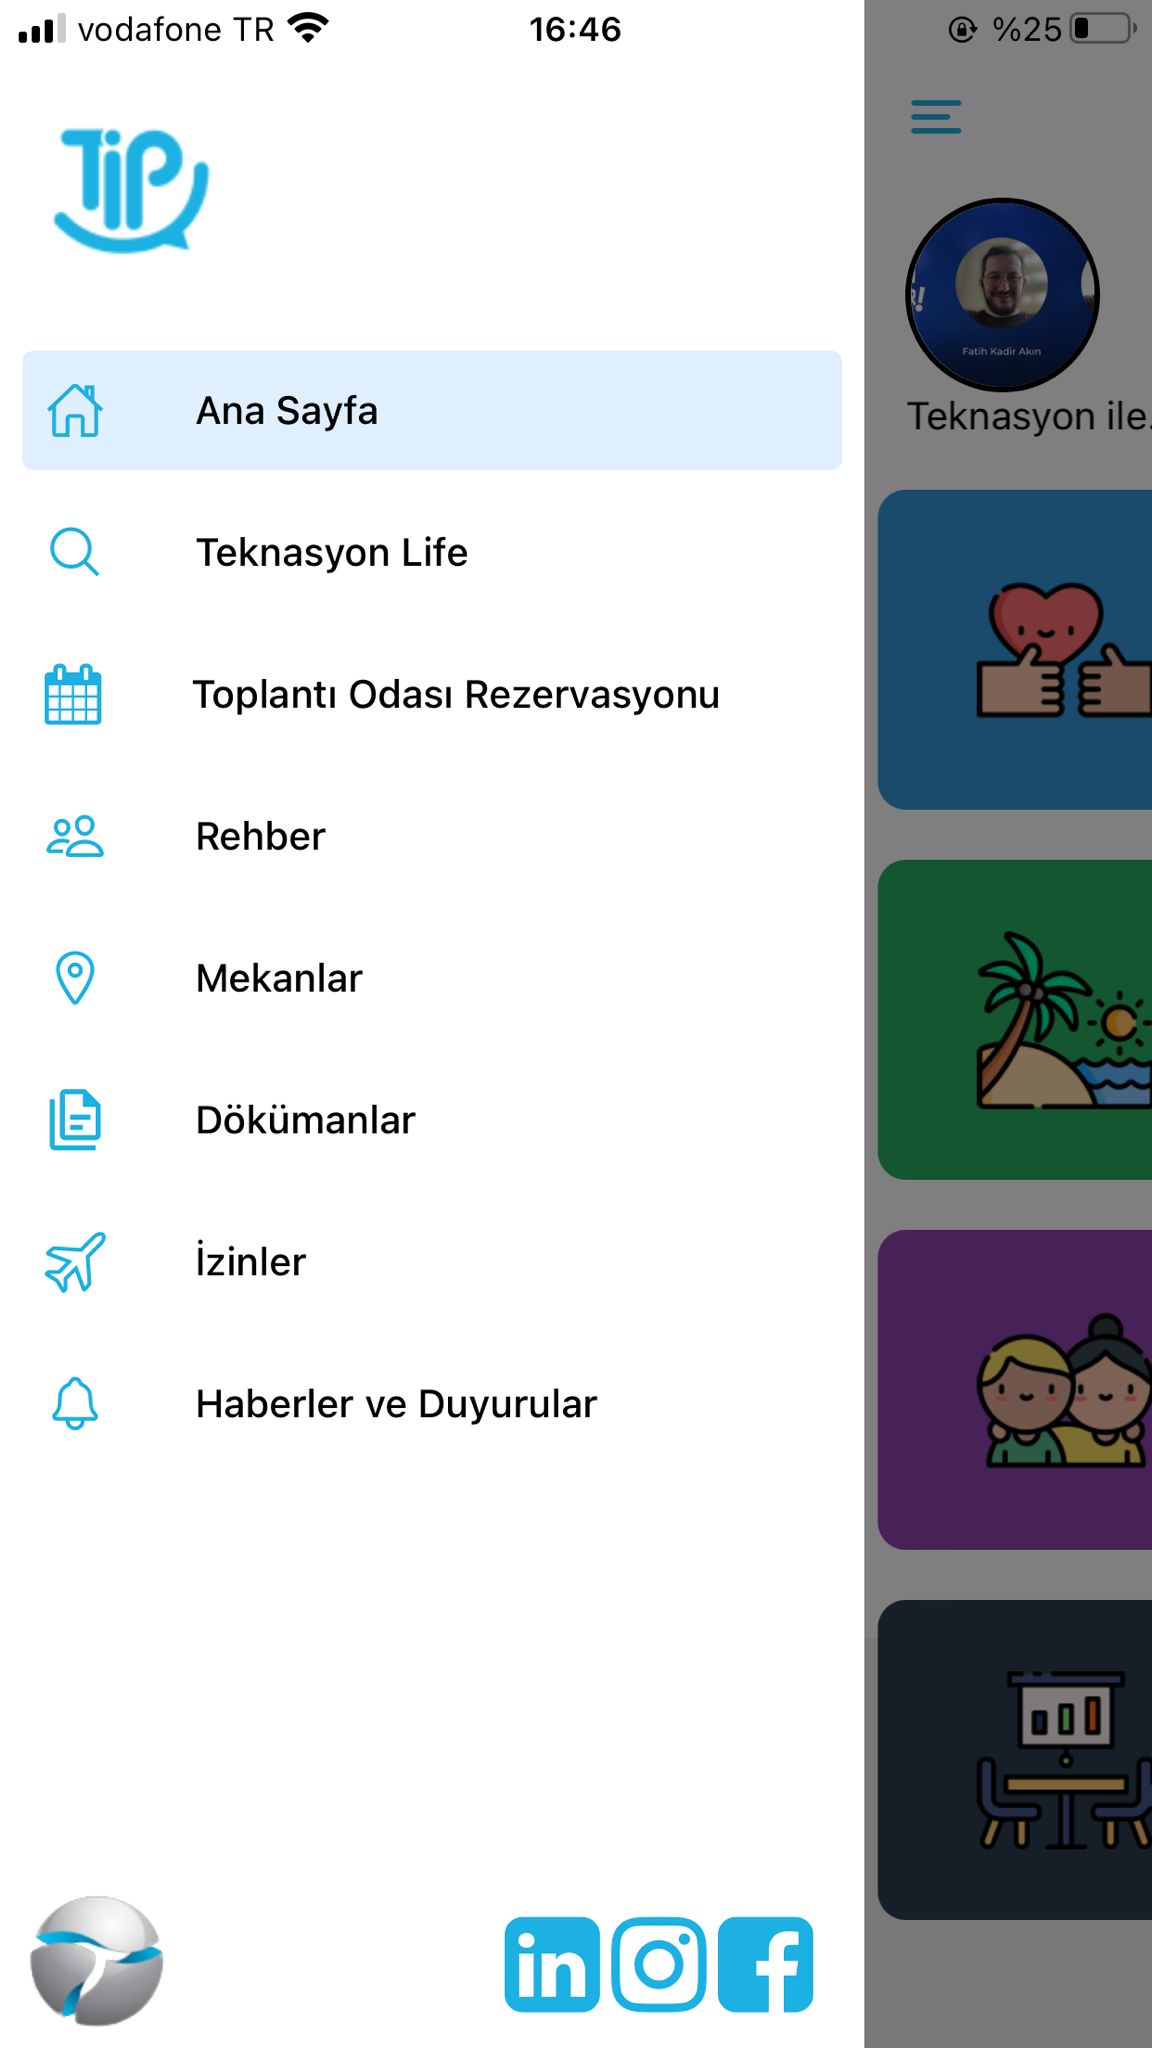 vodafone TR 16:46 %25
TiP
Fatih Kadir Akın
Teknasyon ile.
Ana Sayfa
Teknasyon Life
Toplantı Odası Rezervasyonu
Rehber
Mekanlar
Dökümanlar
İzinler
Haberler ve Duyurular
in
f